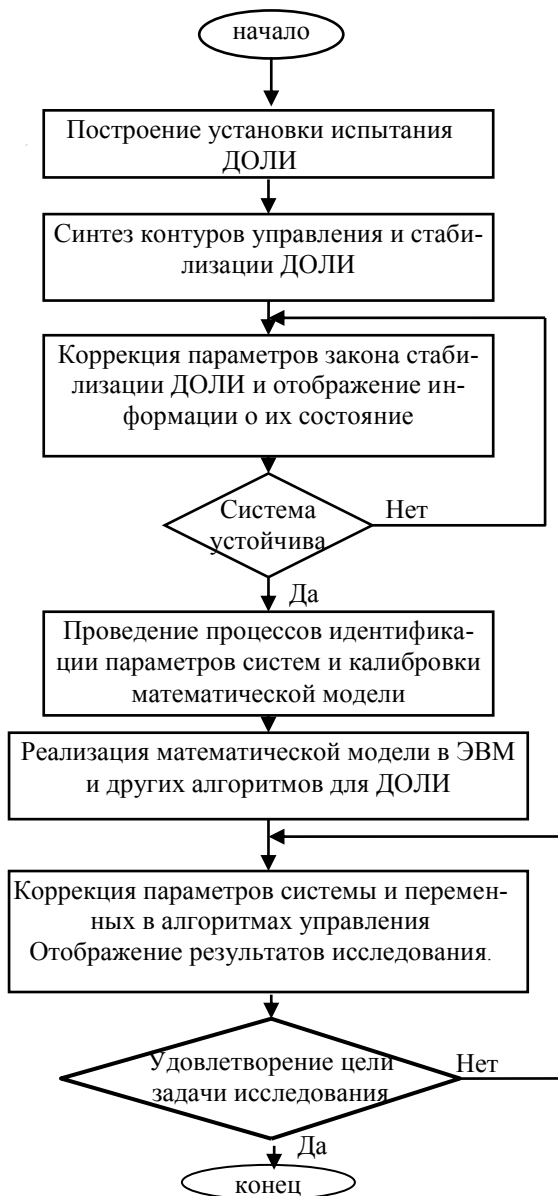 начало
Построение установки испытания
ДОЛИ
Синтез контуров управления и стаби-
лизации ДОЛИ
Коррекция параметров закона стаби-
лизации ДОЛИ и отображение ин-
формации о их состояние
Система
устойчива
Нет
Да
Проведение процессов идентифика-
ции параметров систем и калибровки
математической модели
Реализация математической модели в ЭВМ
и других алгоритмов для ДОЛИ
Коррекция параметров системы и перемен-
ных в алгоритмах управления
Отображение результатов исследования.
Удовлетворение цели
задачи исследования
Нет
Да
конец